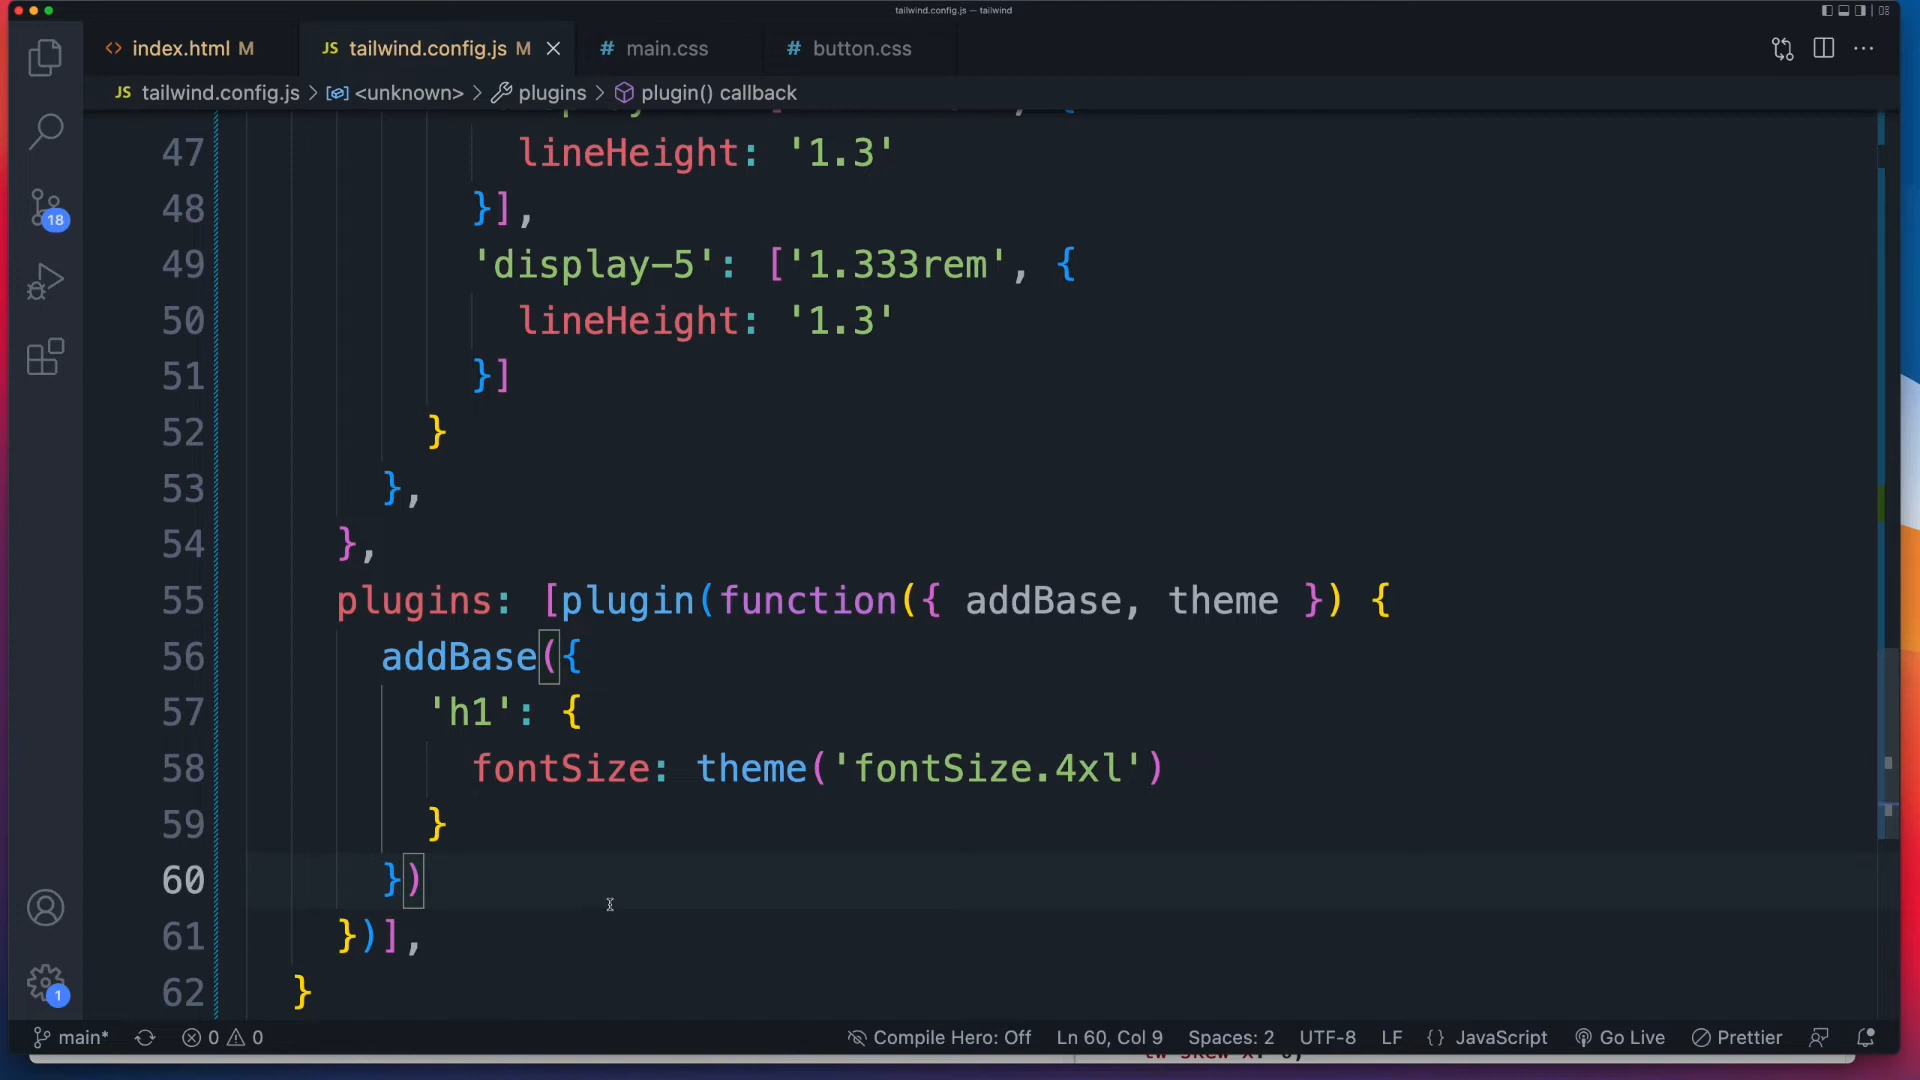 tailwind.config.js — tailwind
index.html M
JS tailwind.config.js M
# main.css
# button.css
JS tailwind.config.js > <unknown> > plugins > plugin() callback
47 lineHeight: '1.3'
48 }],
49 'display-5': ['1.333rem', {
50 lineHeight: '1.3'
51 }]
52 }
53 },
54 },
55 plugins: [plugin(function({ addBase, theme }) {
56 addBase({
57 'h1': {
58 fontSize: theme('fontSize.4xl')
59 }
60 })
61 })],
62 }
18
1
main* 0 0 Compile Hero: Off Ln 60, Col 9 Spaces: 2 UTF-8 LF {} JavaScript Go Live Prettier